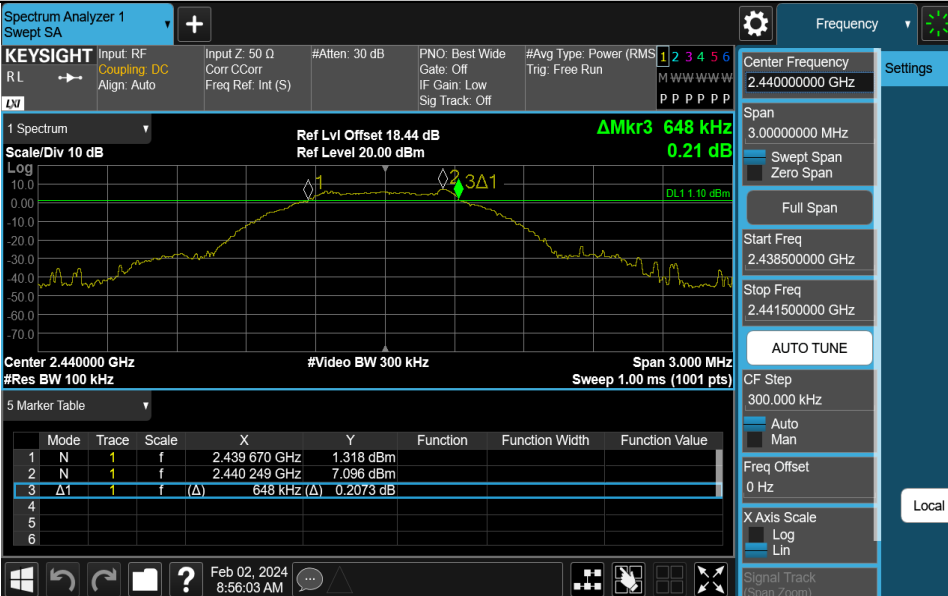 Spectrum Analyzer 1
Swept SA
+
Frequency
KEYSIGHT
RL
LXI
Input: RF
Coupling: DC
Align: Auto
Input Z: 50 Ω
Corr CCorr
Freq Ref: Int (S)
#Atten: 30 dB
PNO: Best Wide
Gate: Off
IF Gain: Low
Sig Track: Off
#Avg Type: Power (RMS
Trig: Free Run
1 2 3 4 5 6
M W W W W W
P P P P P P
1 Spectrum
Scale/Div 10 dB
Ref Lvl Offset 18.44 dB
Ref Level 20.00 dBm
ΔMkr3 648 kHz
0.21 dB
Log
10.0
0.00
-10.0
-20.0
-30.0
-40.0
-50.0
-60.0
-70.0
1
2
3Δ1
DL1 1.10 dBm
Center 2.440000 GHz
#Video BW 300 kHz
Span 3.000 MHz
#Res BW 100 kHz
Sweep 1.00 ms (1001 pts)
5 Marker Table
Mode Trace Scale X Y Function Function Width Function Value
1 N 1 f 2.439 670 GHz 1.318 dBm
2 N 1 f 2.440 249 GHz 7.096 dBm
3 Δ1 1 f (Δ) 648 kHz (Δ) 0.2073 dB
4
5
6
Feb 02, 2024
8:56:03 AM
?
Center Frequency
2.440000000 GHz
Span
3.00000000 MHz
Swept Span
Zero Span
Full Span
Start Freq
2.438500000 GHz
Stop Freq
2.441500000 GHz
AUTO TUNE
CF Step
300.000 kHz
Auto
Man
Freq Offset
0 Hz
X Axis Scale
Log
Lin
Signal Track
(Span Zoom)
Settings
Local